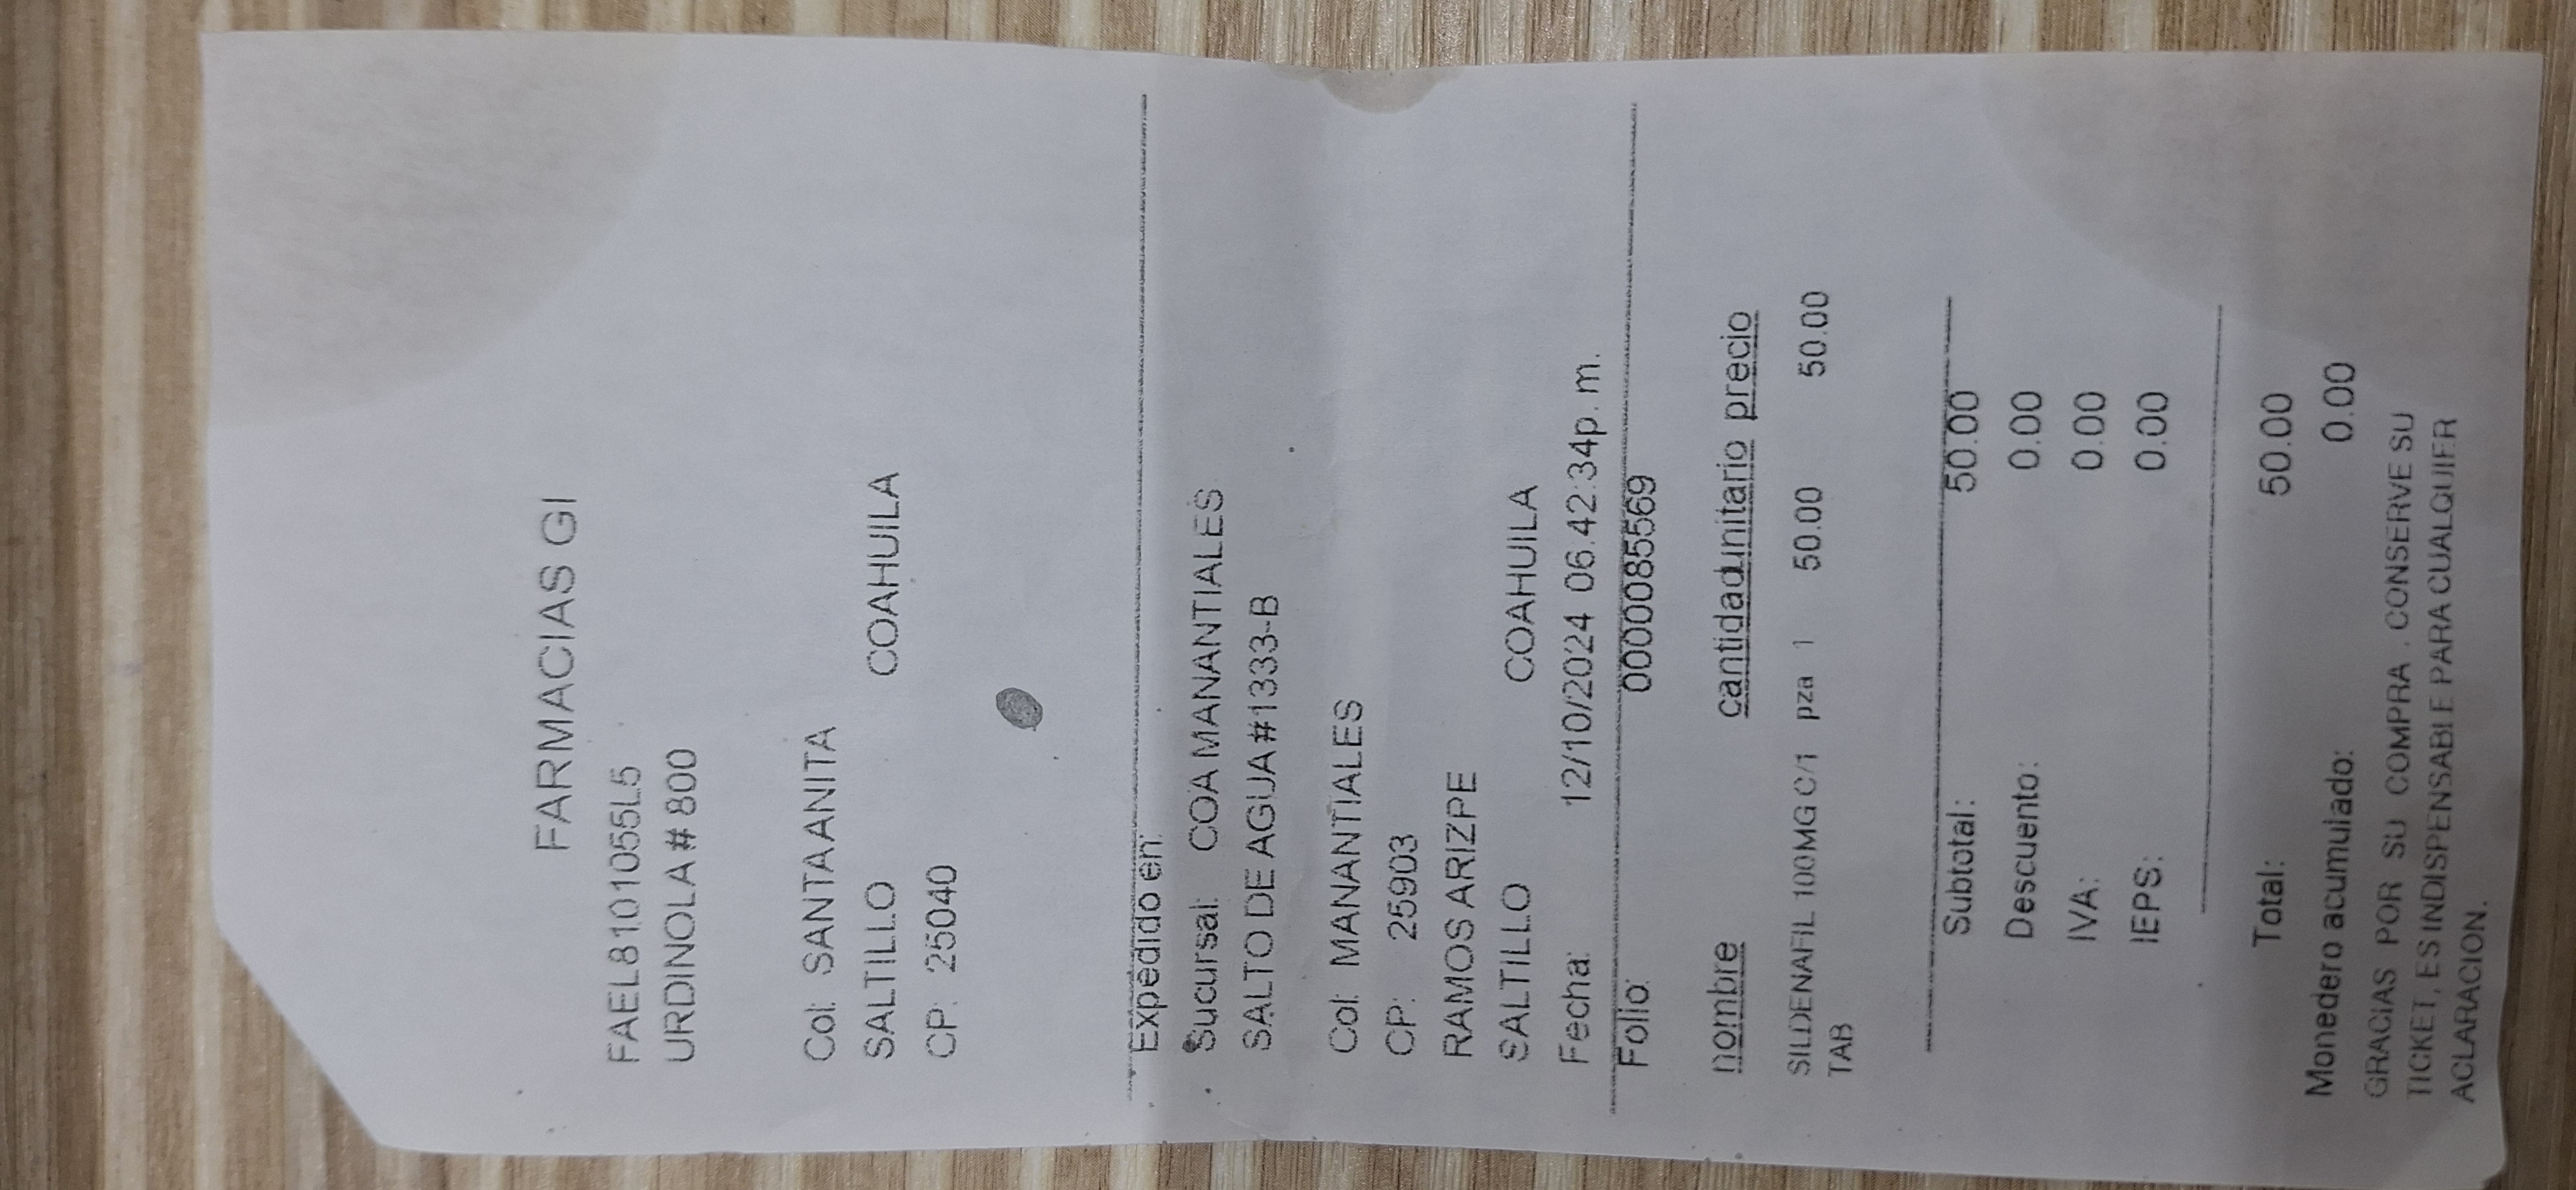 FARMACIAS GI
FAEL8101055L5
URDINOLA # 800
Col: SANTA ANITA
SALTILLO COAHUILA
CP: 25040
Expedido en:
Sucursal: COA MANANTIALES
SALTO DE AGUA #1333-B
Col: MANANTIALES
CP: 25903
RAMOS ARIZPE
SALTILLO COAHUILA
Fecha: 12/10/2024 06:42:34p. m.
Folio: 0000085569
nombre cantidad unitario precio
SILDENAFIL 100MG C/1 pza 1 50.00 50.00
TAB
Subtotal: 50.00
Descuento: 0.00
IVA: 0.00
IEPS: 0.00
Total: 50.00
Monedero acumulado: 0.00
GRACIAS POR SU COMPRA . CONSERVE SU
TICKET, ES INDISPENSABLE PARA CUALQUIER
ACLARACION.